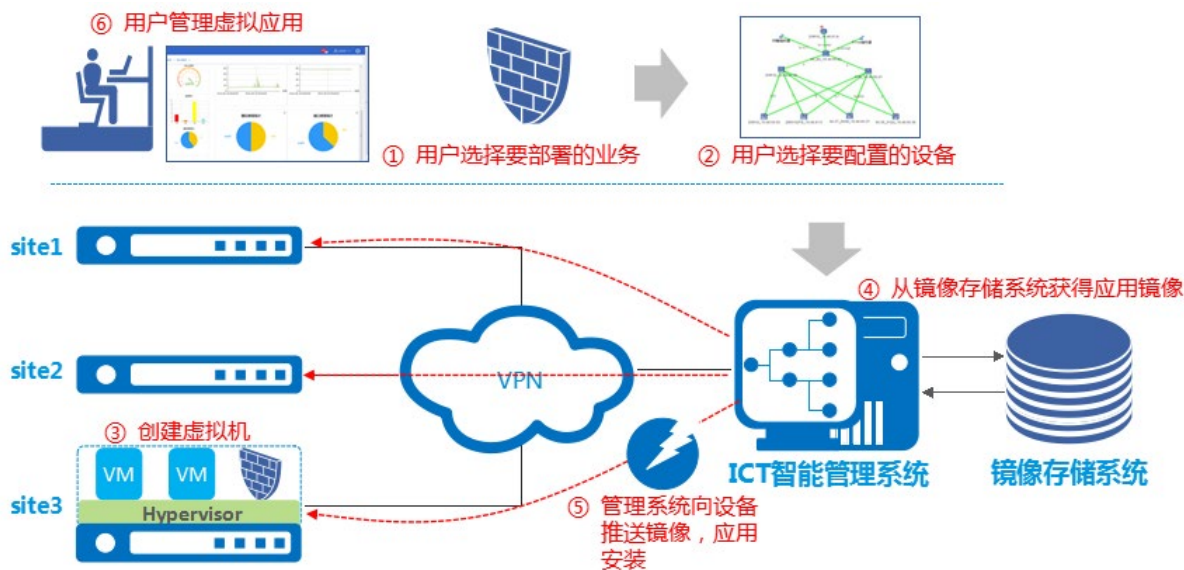 ⑥ 用户管理虚拟应用
① 用户选择要部署的业务
② 用户选择要配置的设备
site1
④ 从镜像存储系统获得应用镜像
site2
VPN
③ 创建虚拟机
VM
VM
ICT智能管理系统
镜像存储系统
site3
Hypervisor
⑤ 管理系统向设备
推送镜像，应用
安装